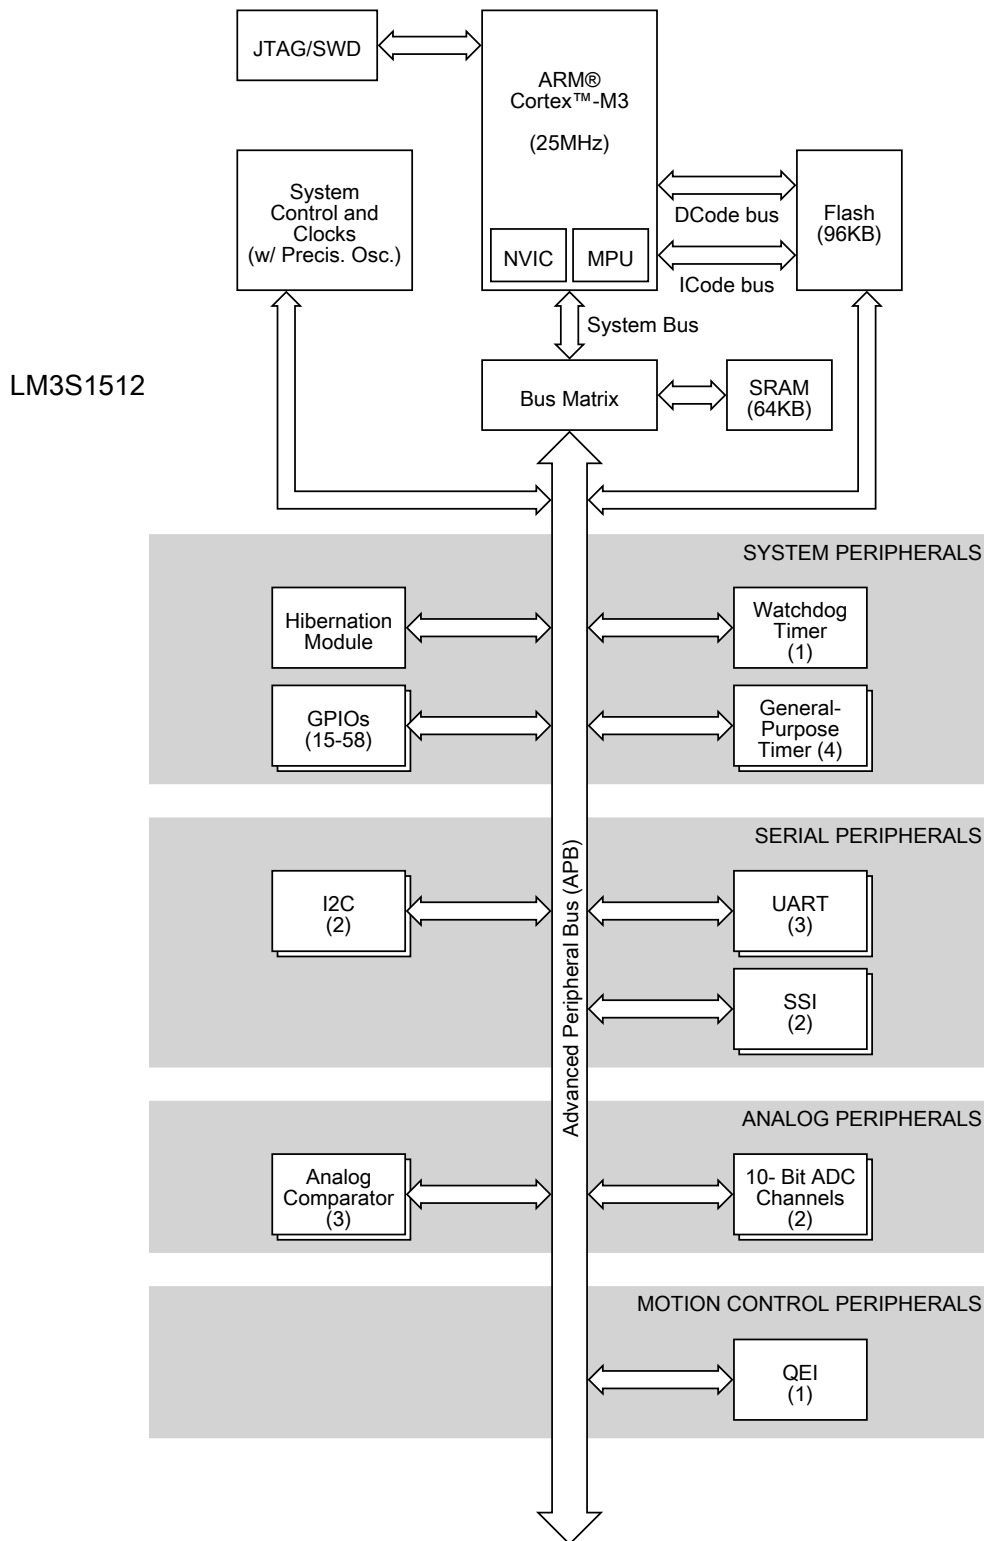 JTAG/SWD
ARM®
Cortex™-M3
(25MHz)
NVIC
MPU
System
Control and
Clocks
(w/ Precis. Osc.)
DCode bus
ICode bus
Flash
(96KB)
System Bus
LM3S1512
Bus Matrix
SRAM
(64KB)
SYSTEM PERIPHERALS
Hibernation
Module
Watchdog
Timer
(1)
GPIOs
(15-58)
General-
Purpose
Timer (4)
Advanced Peripheral Bus (APB)
SERIAL PERIPHERALS
I2C
(2)
UART
(3)
SSI
(2)
ANALOG PERIPHERALS
Analog
Comparator
(3)
10- Bit ADC
Channels
(2)
MOTION CONTROL PERIPHERALS
QEI
(1)